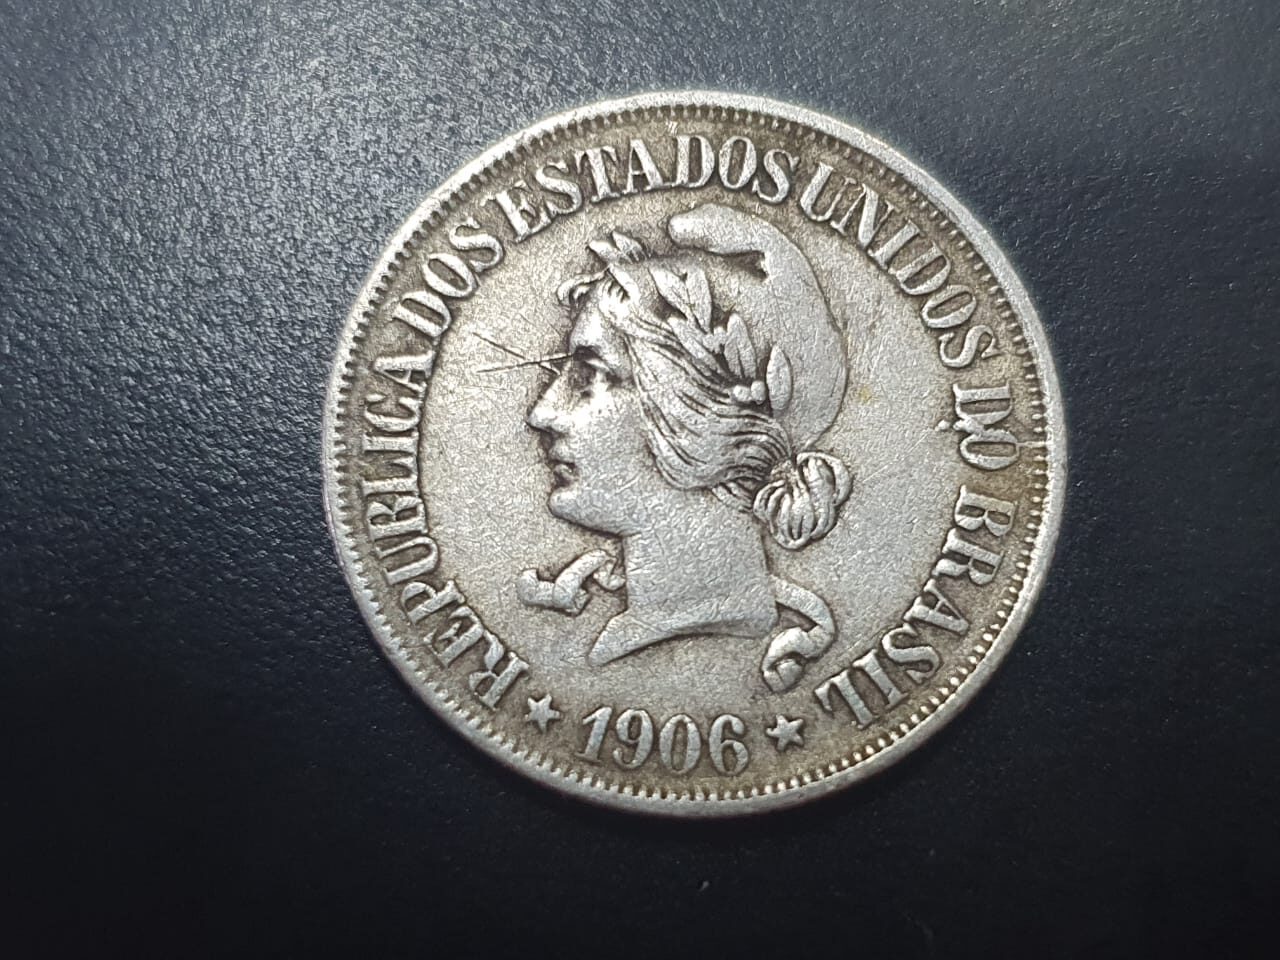 REPUBLICA DOS ESTADOS UNIDOS DO BRASIL
★ 1906 ★